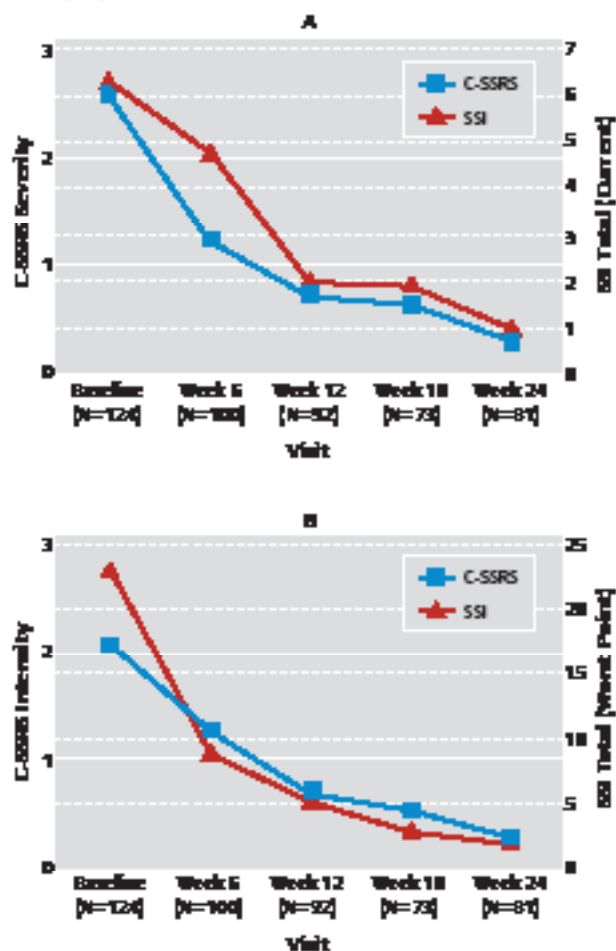 A
3
2
1
0
C-SSRS Severity
7
6
5
4
3
2
1
0
SSI Total [Current]
C-SSRS
SSI
Baseline Week 6 Week 12 Week 18 Week 24
[N=124] [N=100] [N=92] [N=73] [N=81]
Visit
B
3
2
1
0
C-SSRS Intensity
25
20
15
10
5
0
SSI Total [Worst Point]
C-SSRS
SSI
Baseline Week 6 Week 12 Week 18 Week 24
[N=124] [N=100] [N=92] [N=73] [N=81]
Visit